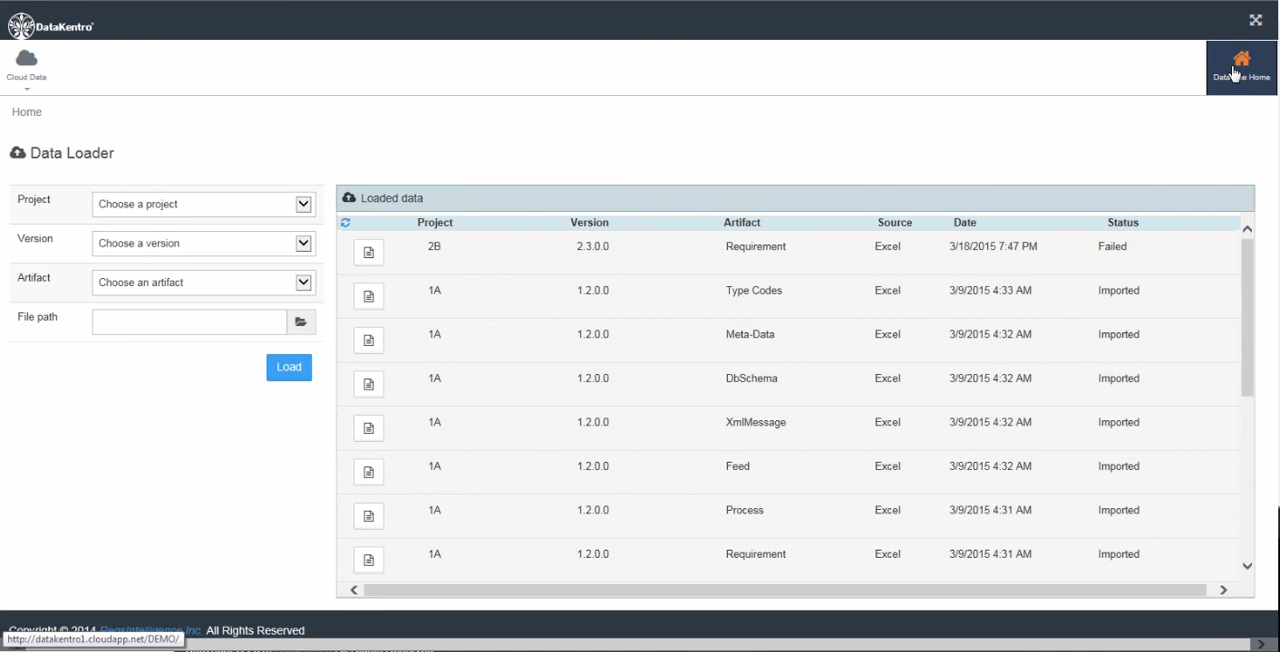 DataKentro
Cloud Data
Home
Home
Data Loader
Project
Choose a project
Version
Choose a version
Artifact
Choose an artifact
File path
Load
Loaded data
Project Version Artifact Source Date Status
2B 2.3.0.0 Requirement Excel 3/18/2015 7:47 PM Failed
1A 1.2.0.0 Type Codes Excel 3/9/2015 4:33 AM Imported
1A 1.2.0.0 Meta-Data Excel 3/9/2015 4:32 AM Imported
1A 1.2.0.0 DbSchema Excel 3/9/2015 4:32 AM Imported
1A 1.2.0.0 XmlMessage Excel 3/9/2015 4:32 AM Imported
1A 1.2.0.0 Feed Excel 3/9/2015 4:32 AM Imported
1A 1.2.0.0 Process Excel 3/9/2015 4:31 AM Imported
1A 1.2.0.0 Requirement Excel 3/9/2015 4:31 AM Imported
Copyright © 2014 ReqsIntelligence Inc. All Rights Reserved
http://datakentro1.cloudapp.net/DEMO/